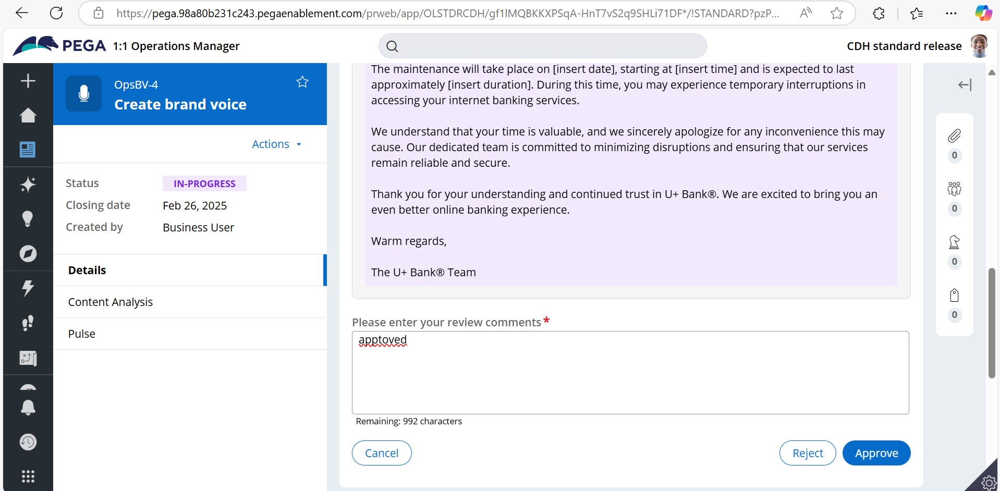 https://pega.98a80b231c243.pegaenablement.com/prweb/app/OLSTDRCDH/gf1lMQBKKXPSqA-HnT7vS2q9SHLi71DF*/!STANDARD?pzP...
PEGA 1:1 Operations Manager
CDH standard release
OpsBV-4
Create brand voice
Actions
Status IN-PROGRESS
Closing date Feb 26, 2025
Created by Business User
Details
Content Analysis
Pulse
The maintenance will take place on [insert date], starting at [insert time] and is expected to last
approximately [insert duration]. During this time, you may experience temporary interruptions in
accessing your internet banking services.
We understand that your time is valuable, and we sincerely apologize for any inconvenience this may
cause. Our dedicated team is committed to minimizing disruptions and ensuring that our services
remain reliable and secure.
Thank you for your understanding and continued trust in U+ Bank®. We are excited to bring you an
even better online banking experience.
Warm regards,
The U+ Bank® Team
Please enter your review comments*
apptoved
Remaining: 992 characters
Cancel
Reject
Approve
0
0
0
0